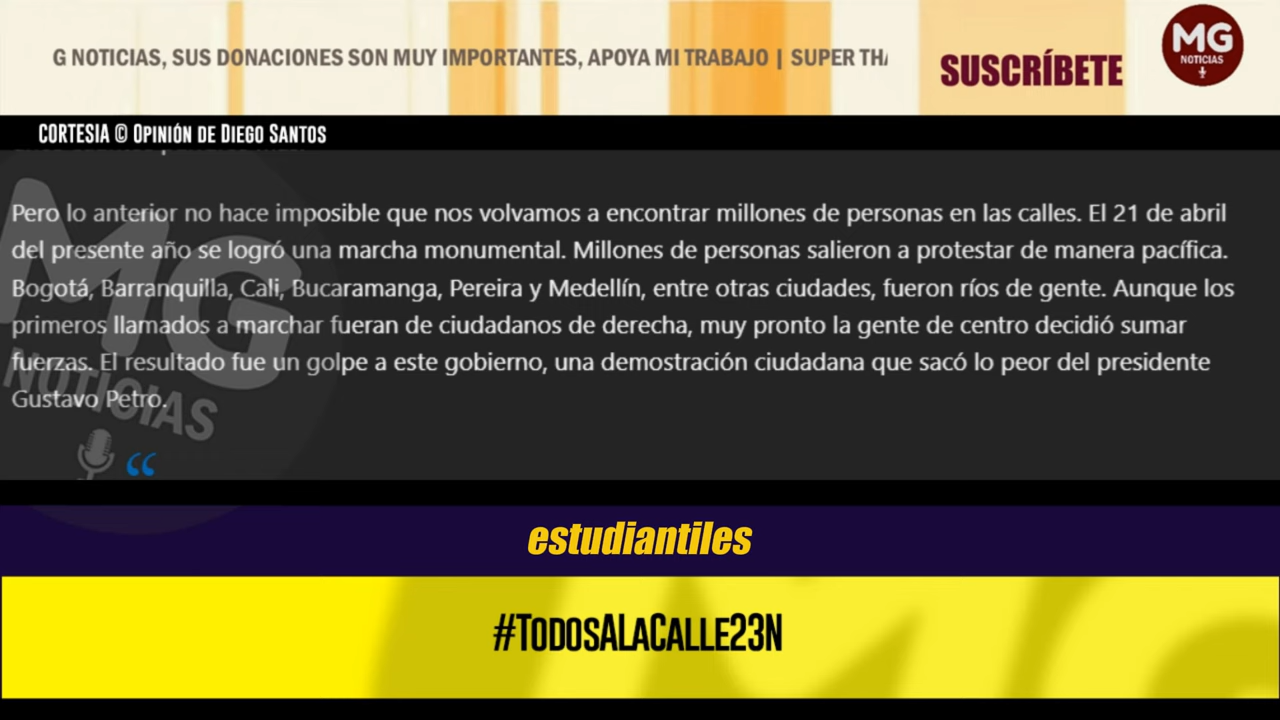 G NOTICIAS, SUS DONACIONES SON MUY IMPORTANTES, APOYA MI TRABAJO | SUPER
SUSCRÍBETE
MG
NOTICIAS
CORTESIA © OPINIÓN DE DIEGO SANTOS
Pero lo anterior no hace imposible que nos volvamos a encontrar millones de personas en las calles. El 21 de abril
del presente año se logró una marcha monumental. Millones de personas salieron a protestar de manera pacífica.
Bogotá, Barranquilla, Cali, Bucaramanga, Pereira y Medellín, entre otras ciudades, fueron ríos de gente. Aunque los
primeros llamados a marchar fueran de ciudadanos de derecha, muy pronto la gente de centro decidió sumar
fuerzas. El resultado fue un golpe a este gobierno, una demostración ciudadana que sacó lo peor del presidente
Gustavo Petro.
MG
NOTICIAS
“
estudiantiles
#TODOSALACALLE23N